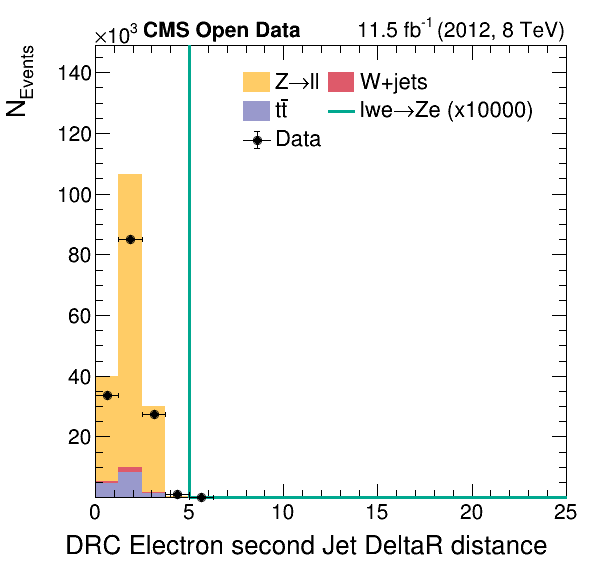 ×10³ CMS Open Data 11.5 fb⁻¹ (2012, 8 TeV)
N_Events
140
120
100
80
60
40
20
Z→ll W+jets
tt̄ lwe→Ze (x10000)
Data
0 5 10 15 20 25
DRC Electron second Jet DeltaR distance